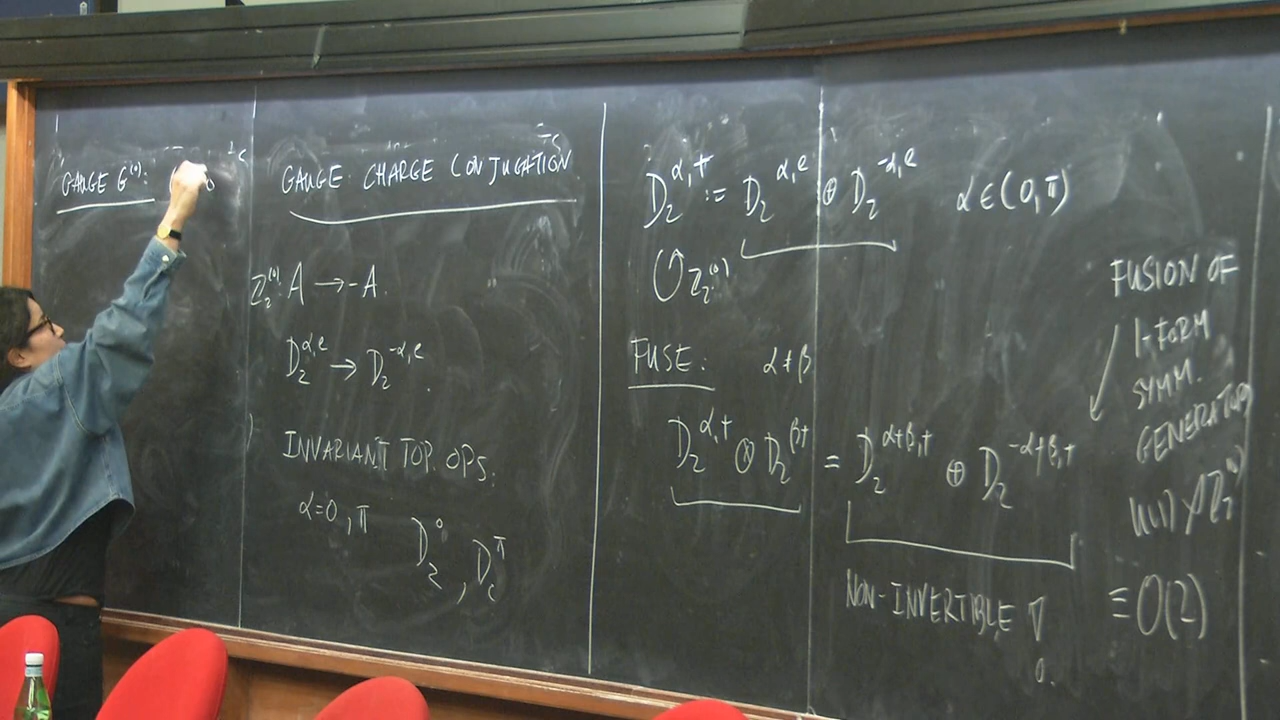 GAUGE G⁽⁰⁾:
GAUGE CHARGE CONJUGATION
Z₂⁽⁰⁾: A → -A
D₂^{α,e} → D₂^{-α,e}
INVARIANT TOP. OPS.
α=0, π D₂⁰, D₂^π
D₂^{α,+} := D₂^{α,e} ⊕ D₂^{-α,e} α∈(0,π)
↺ Z₂⁽⁰⁾
FUSE: α≠β
D₂^{α,+} ⊗ D₂^{β,+} = D₂^{α+β,+} ⊕ D₂^{-α+β,+}
NON-INVERTIBLE
FUSION OF
1-FORM
SYMM.
GENERATORS
U(1)⋊Z₂⁽⁰⁾
≡ O(2)